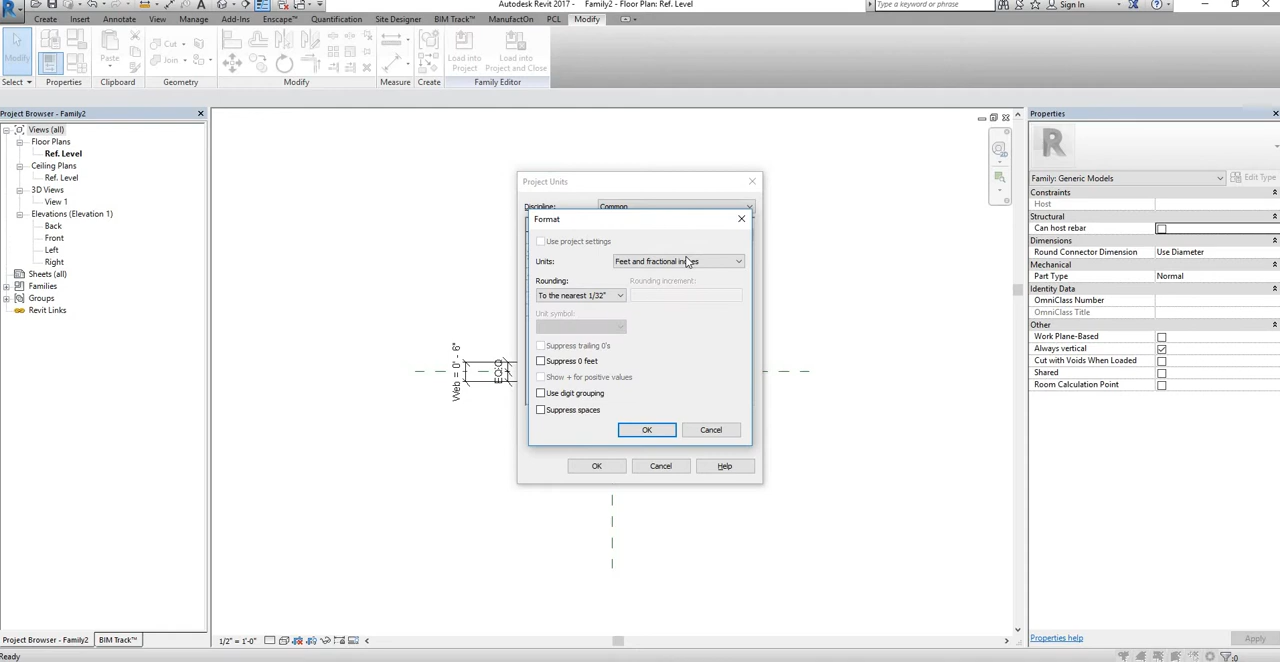 Autodesk Revit 2017 - Family2 - Floor Plan: Ref. Level
Type a keyword or phrase
Sign In
Create Insert Annotate View Manage Add-Ins Enscape™ Quantification Site Designer BIM Track™ ManufactOn PCL Modify
Modify
Paste
Cut
Join
Load into Project
Load into Project and Close
Select Properties Clipboard Geometry Modify Measure Create Family Editor
Project Browser - Family2
Views (all)
Floor Plans
Ref. Level
Ceiling Plans
Ref. Level
3D Views
View 1
Elevations (Elevation 1)
Back
Front
Left
Right
Sheets (all)
Families
Groups
Revit Links
Web = 0' - 6"
Project Units
Discipline: Common
Format
Use project settings
Units: Feet and fractional inches
Rounding: Rounding increment:
To the nearest 1/32"
Unit symbol:
Suppress trailing 0's
Suppress 0 feet
Show + for positive values
Use digit grouping
Suppress spaces
OK Cancel
OK Cancel Help
Properties
R
Family: Generic Models Edit Type
Constraints
Host
Structural
Can host rebar
Dimensions
Round Connector Dimension Use Diameter
Mechanical
Part Type Normal
Identity Data
OmniClass Number
OmniClass Title
Other
Work Plane-Based
Always vertical
Cut with Voids When Loaded
Shared
Room Calculation Point
Properties help Apply
Project Browser - Family2 BIM Track™
1/2" = 1'-0"
Ready
:0